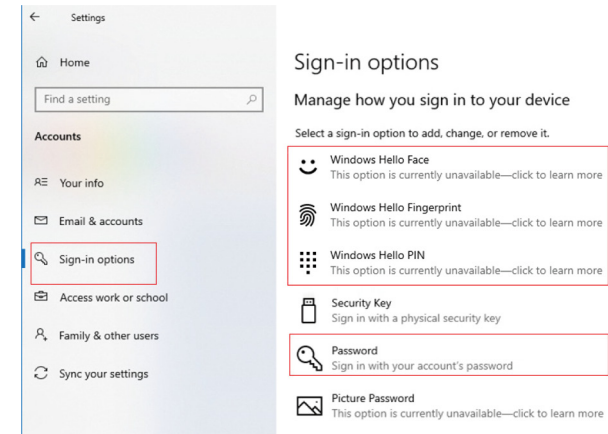 Settings
Home
Find a setting
Accounts
Your info
Email & accounts
Sign-in options
Access work or school
Family & other users
Sync your settings
Sign-in options
Manage how you sign in to your device
Select a sign-in option to add, change, or remove it.
Windows Hello Face
This option is currently unavailable—click to learn more
Windows Hello Fingerprint
This option is currently unavailable—click to learn more
Windows Hello PIN
This option is currently unavailable—click to learn more
Security Key
Sign in with a physical security key
Password
Sign in with your account's password
Picture Password
This option is currently unavailable—click to learn more